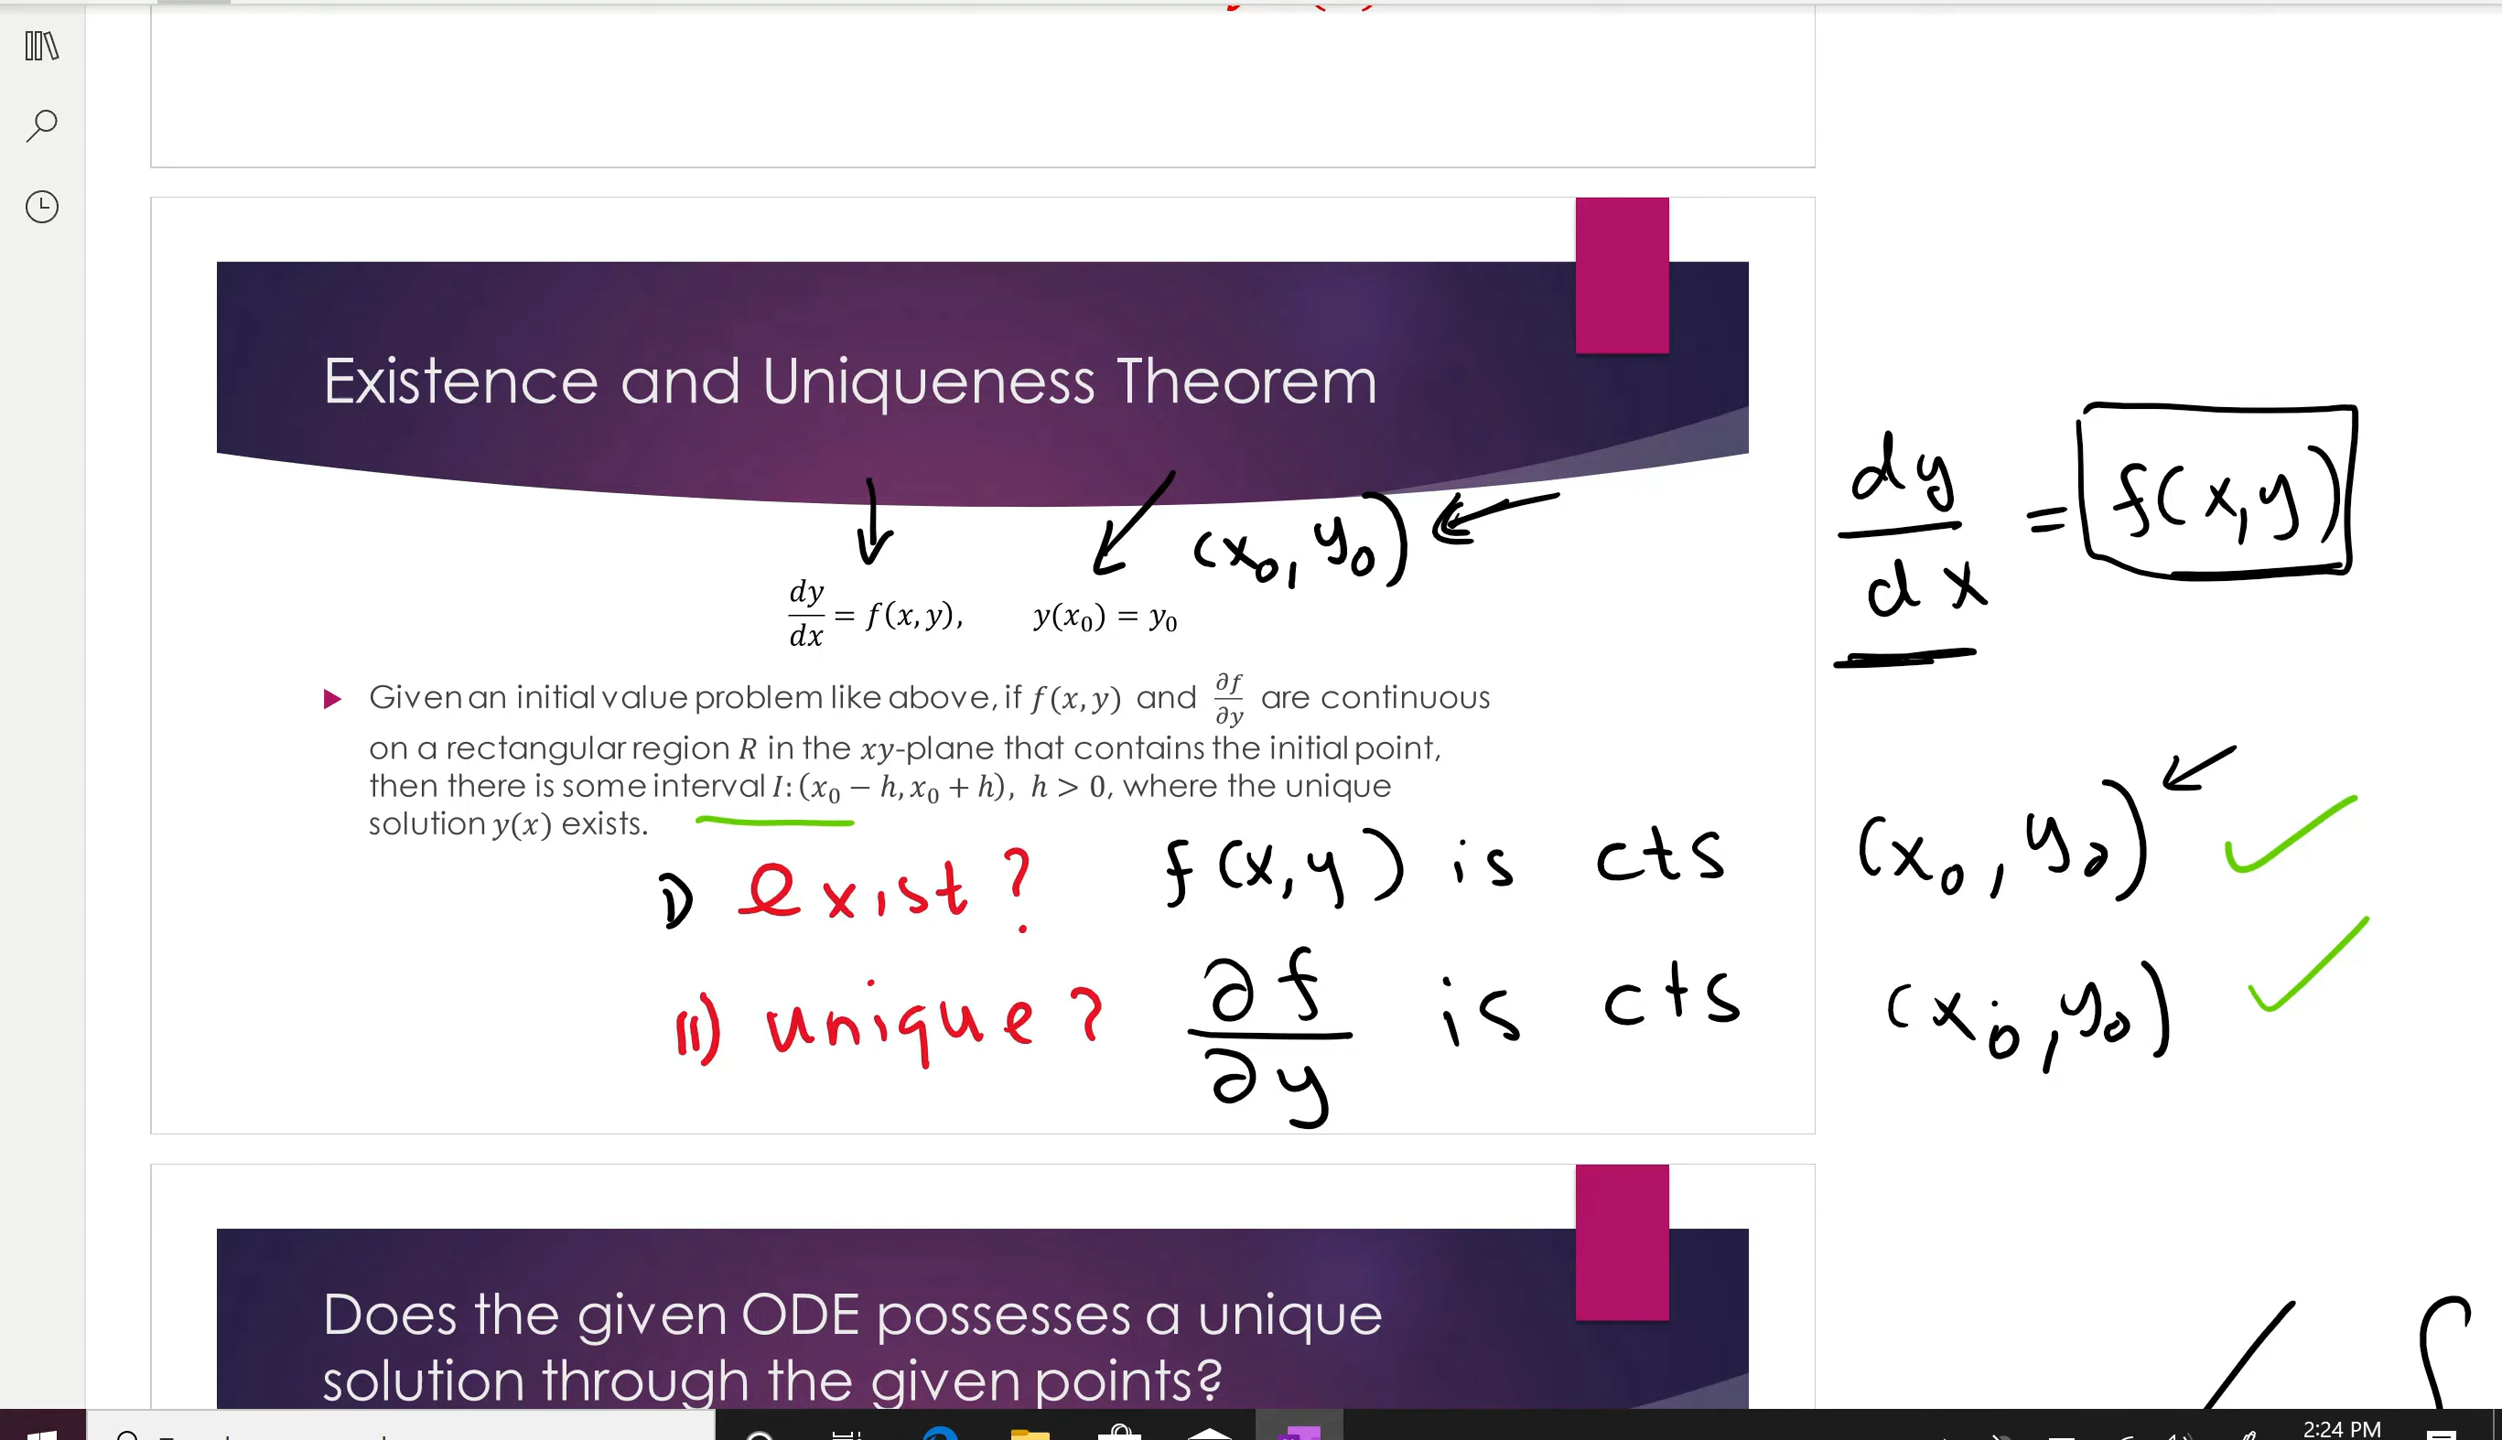 Existence and Uniqueness Theorem
(x₀, y₀)
dy/dx = f(x, y),   y(x₀) = y₀
dy/dx = f(x,y)
Given an initial value problem like above, if f(x, y) and ∂f/∂y are continuous
on a rectangular region R in the xy-plane that contains the initial point,
then there is some interval I: (x₀ − h, x₀ + h), h > 0, where the unique
solution y(x) exists.
I) exist? f(x,y) is cts (x₀, y₀)
II) unique? ∂f/∂y is cts (x₀, y₀)
Does the given ODE possesses a unique
solution through the given points?
2:24 PM